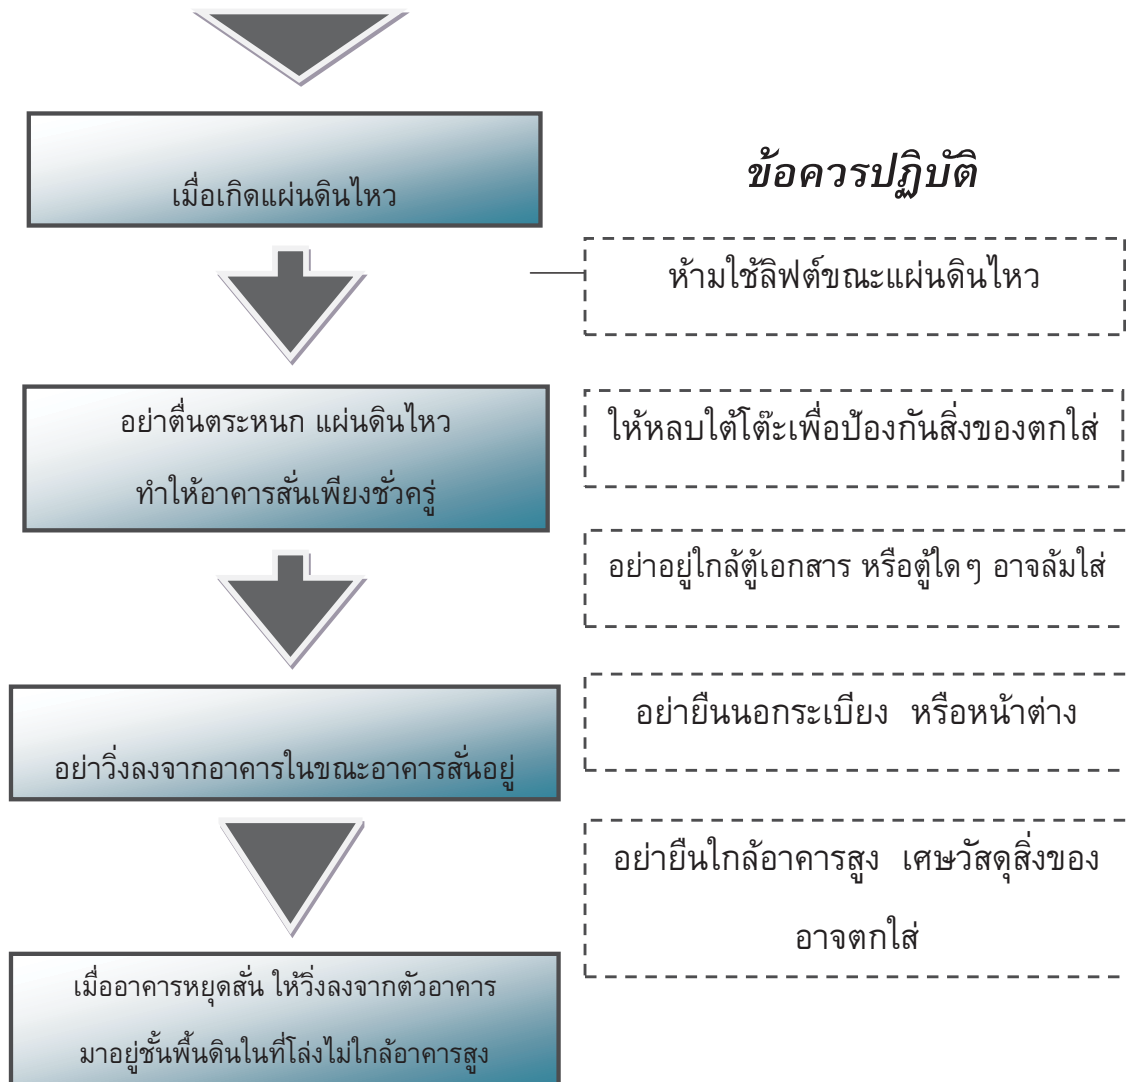 เมื่อเกิดแผ่นดินไหว
อย่าตื่นตระหนก แผ่นดินไหว
ทำให้อาคารสั่นเพียงชั่วครู่
อย่าวิ่งลงจากอาคารในขณะอาคารสั่นอยู่
เมื่ออาคารหยุดสั่น ให้วิ่งลงจากตัวอาคาร
มาอยู่ชั้นพื้นดินในที่โล่งไม่ใกล้อาคารสูง
ข้อควรปฏิบัติ
ห้ามใช้ลิฟต์ขณะแผ่นดินไหว
ให้หลบใต้โต๊ะเพื่อป้องกันสิ่งของตกใส่
อย่าอยู่ใกล้ตู้เอกสาร หรือตู้ใดๆ อาจล้มใส่
อย่ายืนนอกระเบียง หรือหน้าต่าง
อย่ายืนใกล้อาคารสูง เศษวัสดุสิ่งของ
อาจตกใส่